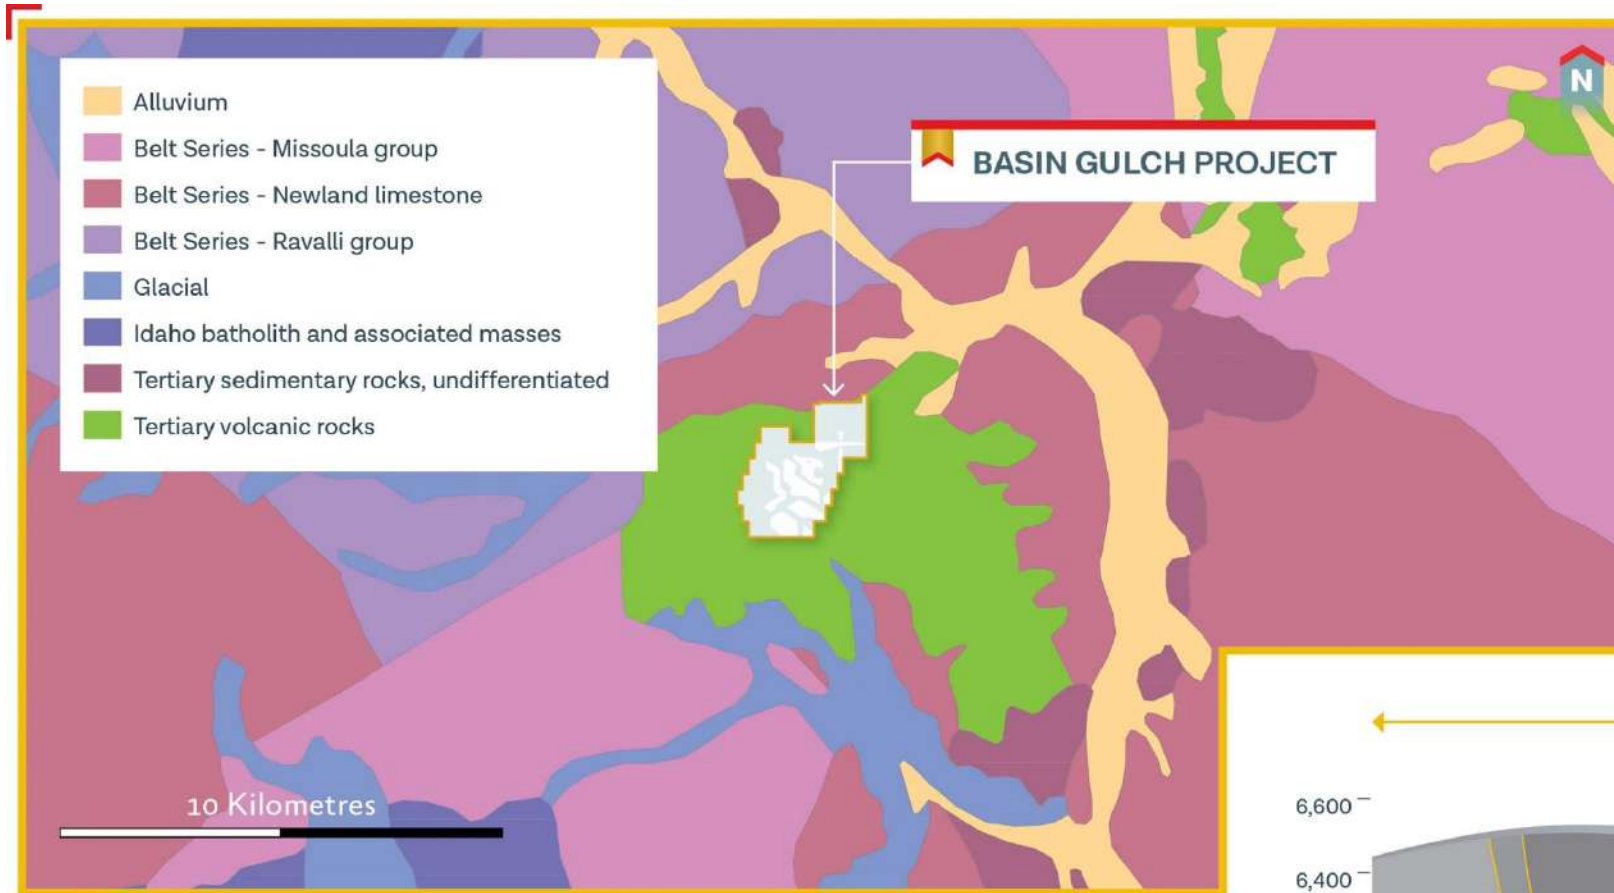 Alluvium
Belt Series - Missoula group
Belt Series - Newland limestone
Belt Series - Ravalli group
Glacial
Idaho batholith and associated masses
Tertiary sedimentary rocks, undifferentiated
Tertiary volcanic rocks
N
BASIN GULCH PROJECT
10 Kilometres
6,600
6,400